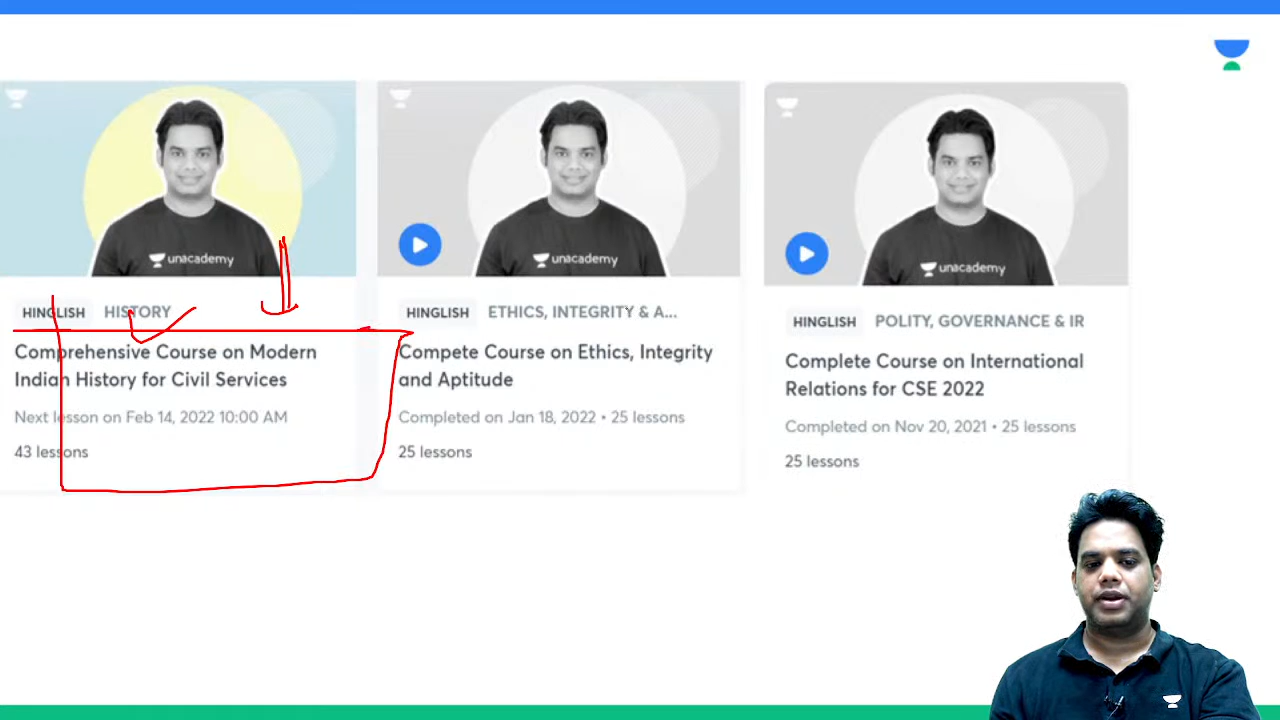 unacademy
HINGLISH HISTORY
Comprehensive Course on Modern
Indian History for Civil Services
Next lesson on Feb 14, 2022 10:00 AM
43 lessons
unacademy
HINGLISH ETHICS, INTEGRITY & A...
Compete Course on Ethics, Integrity
and Aptitude
Completed on Jan 18, 2022 • 25 lessons
25 lessons
unacademy
HINGLISH POLITY, GOVERNANCE & IR
Complete Course on International
Relations for CSE 2022
Completed on Nov 20, 2021 • 25 lessons
25 lessons